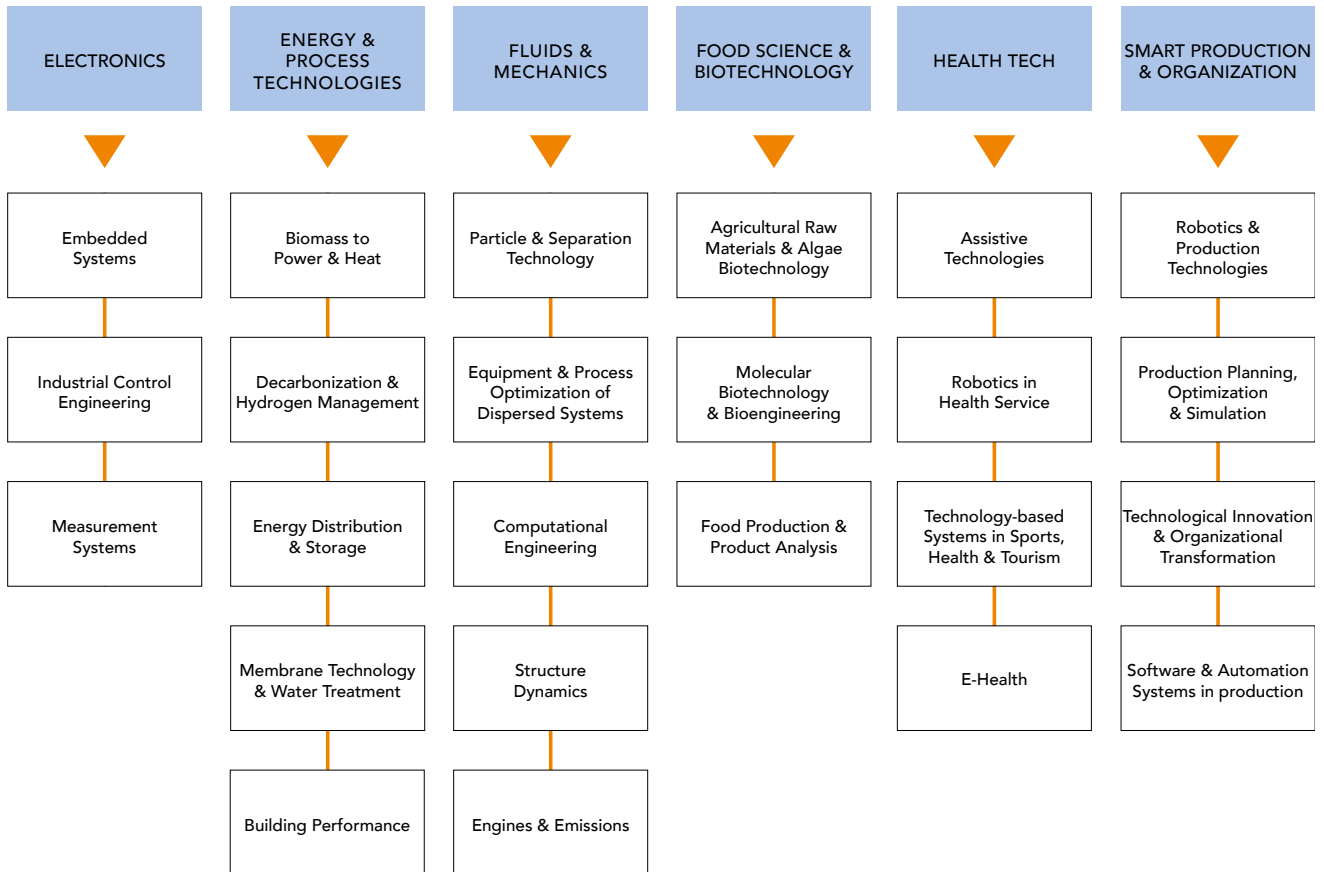 ELECTRONICS
ENERGY &
PROCESS
TECHNOLOGIES
FLUIDS &
MECHANICS
FOOD SCIENCE &
BIOTECHNOLOGY
HEALTH TECH
SMART PRODUCTION
& ORGANIZATION
Embedded
Systems
Biomass to
Power & Heat
Particle & Separation
Technology
Agricultural Raw
Materials & Algae
Biotechnology
Assistive
Technologies
Robotics &
Production
Technologies
Industrial Control
Engineering
Decarbonization &
Hydrogen Management
Equipment & Process
Optimization of
Dispersed Systems
Molecular
Biotechnology
& Bioengineering
Robotics in
Health Service
Production Planning,
Optimization
& Simulation
Measurement
Systems
Energy Distribution
& Storage
Computational
Engineering
Food Production &
Product Analysis
Technology-based
Systems in Sports,
Health & Tourism
Technological Innovation
& Organizational
Transformation
Membrane Technology
& Water Treatment
Structure
Dynamics
E-Health
Software & Automation
Systems in production
Building Performance
Engines & Emissions